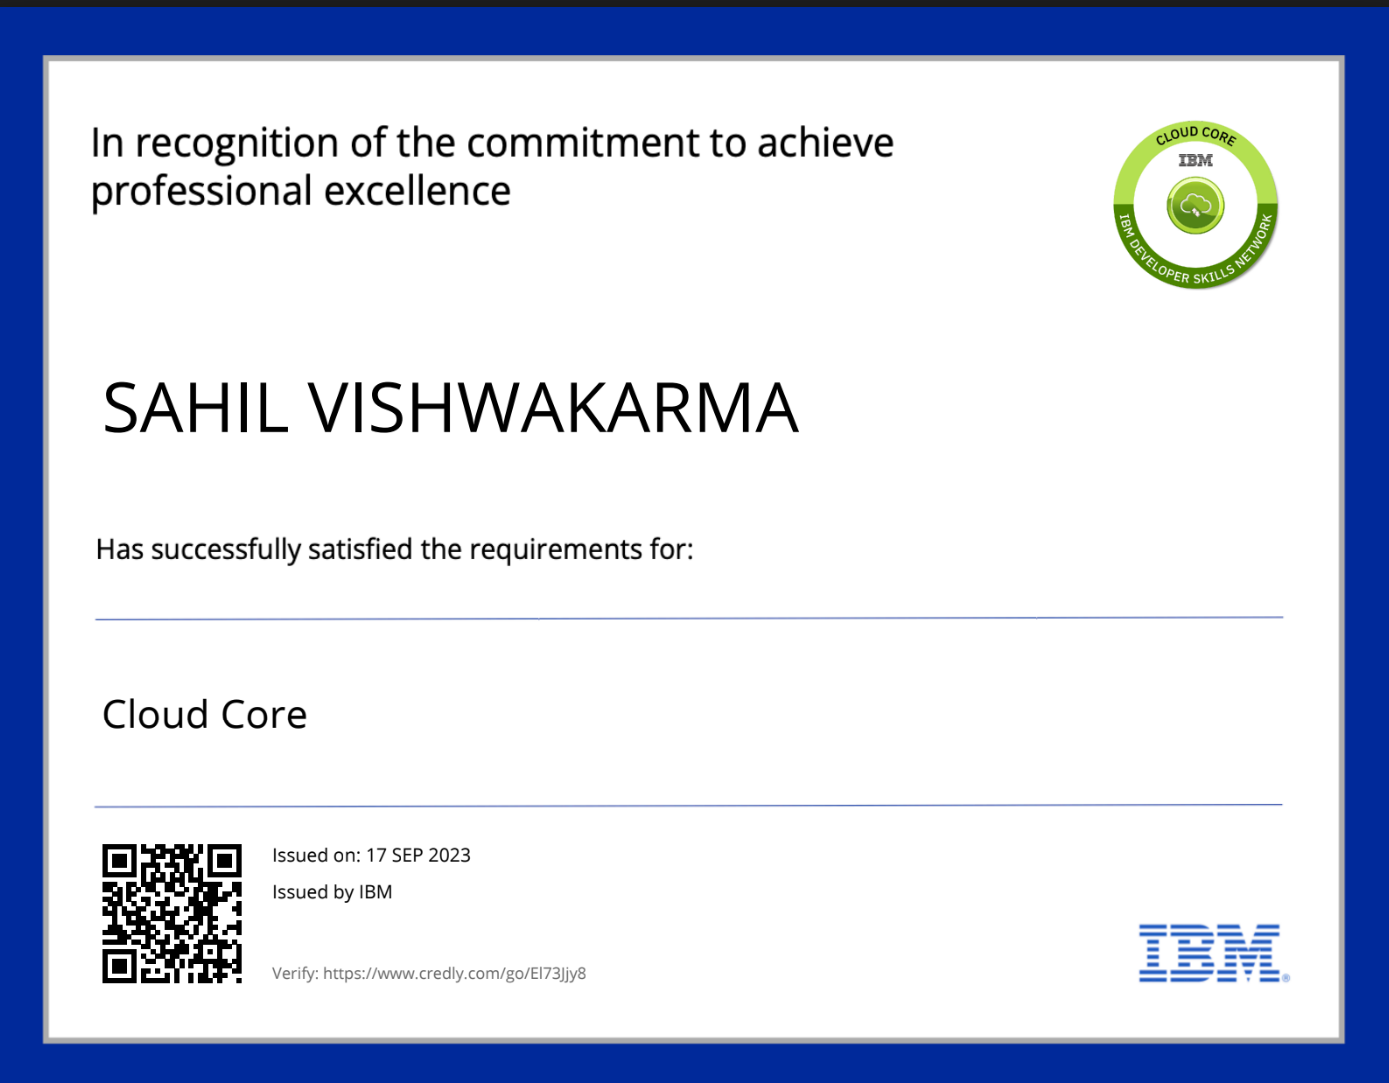 In recognition of the commitment to achieve
professional excellence
CLOUD CORE
IBM
IBM DEVELOPER SKILLS NETWORK
SAHIL VISHWAKARMA
Has successfully satisfied the requirements for:
Cloud Core
Issued on: 17 SEP 2023
Issued by IBM
Verify: https://www.credly.com/go/El73Jjy8
IBM®